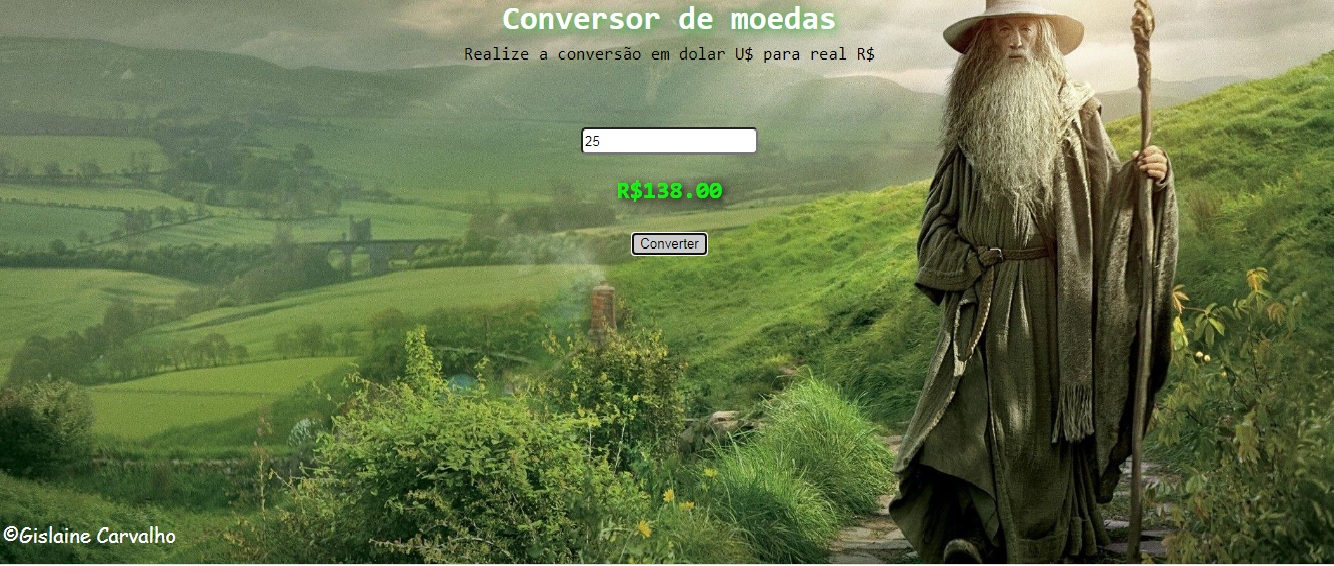 Conversor de moedas
Realize a conversão em dolar U$ para real R$
25
R$138.00
Converter
©Gislaine Carvalho